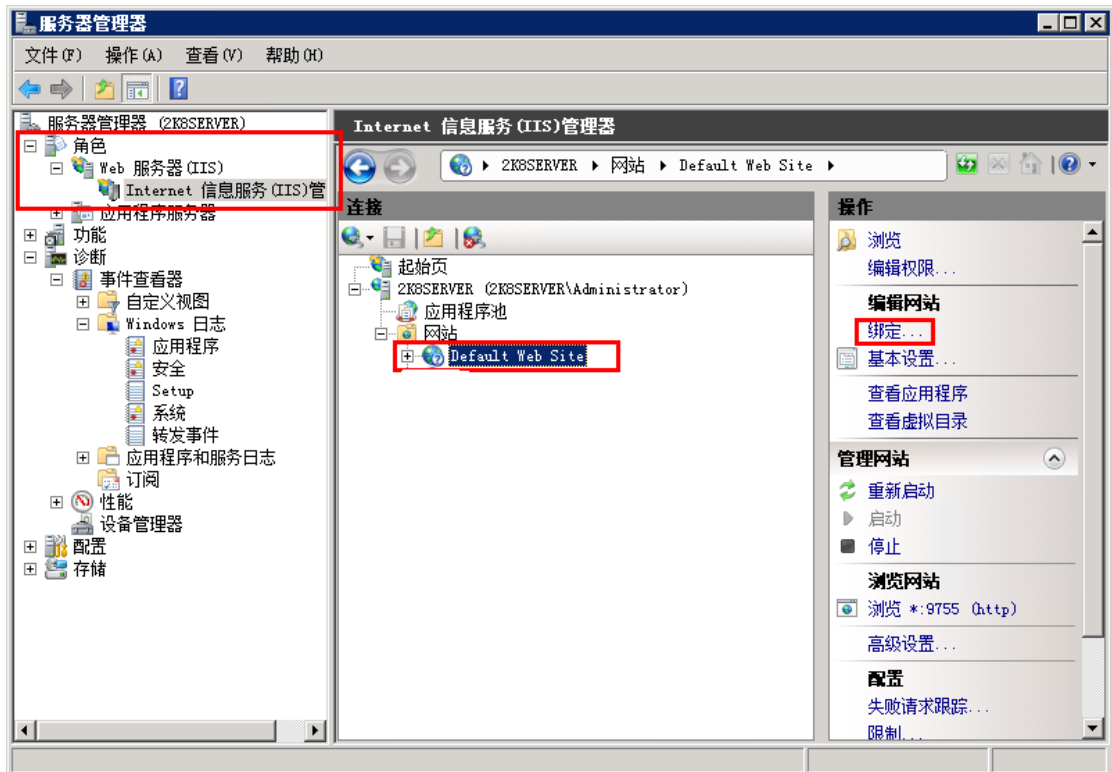 服务器管理器
文件(F) 操作(A) 查看(V) 帮助(H)
服务器管理器 (2K8SERVER)
角色
Web 服务器(IIS)
Internet 信息服务(IIS)管
应用程序服务器
功能
诊断
事件查看器
自定义视图
Windows 日志
应用程序
安全
Setup
系统
转发事件
应用程序和服务日志
订阅
性能
设备管理器
配置
存储
Internet 信息服务(IIS)管理器
2K8SERVER 网站 Default Web Site
连接
起始页
2K8SERVER (2K8SERVER\Administrator)
应用程序池
网站
Default Web Site
操作
浏览
编辑权限...
编辑网站
绑定...
基本设置...
查看应用程序
查看虚拟目录
管理网站
重新启动
启动
停止
浏览网站
浏览 *:9755 (http)
高级设置...
配置
失败请求跟踪...
限制...